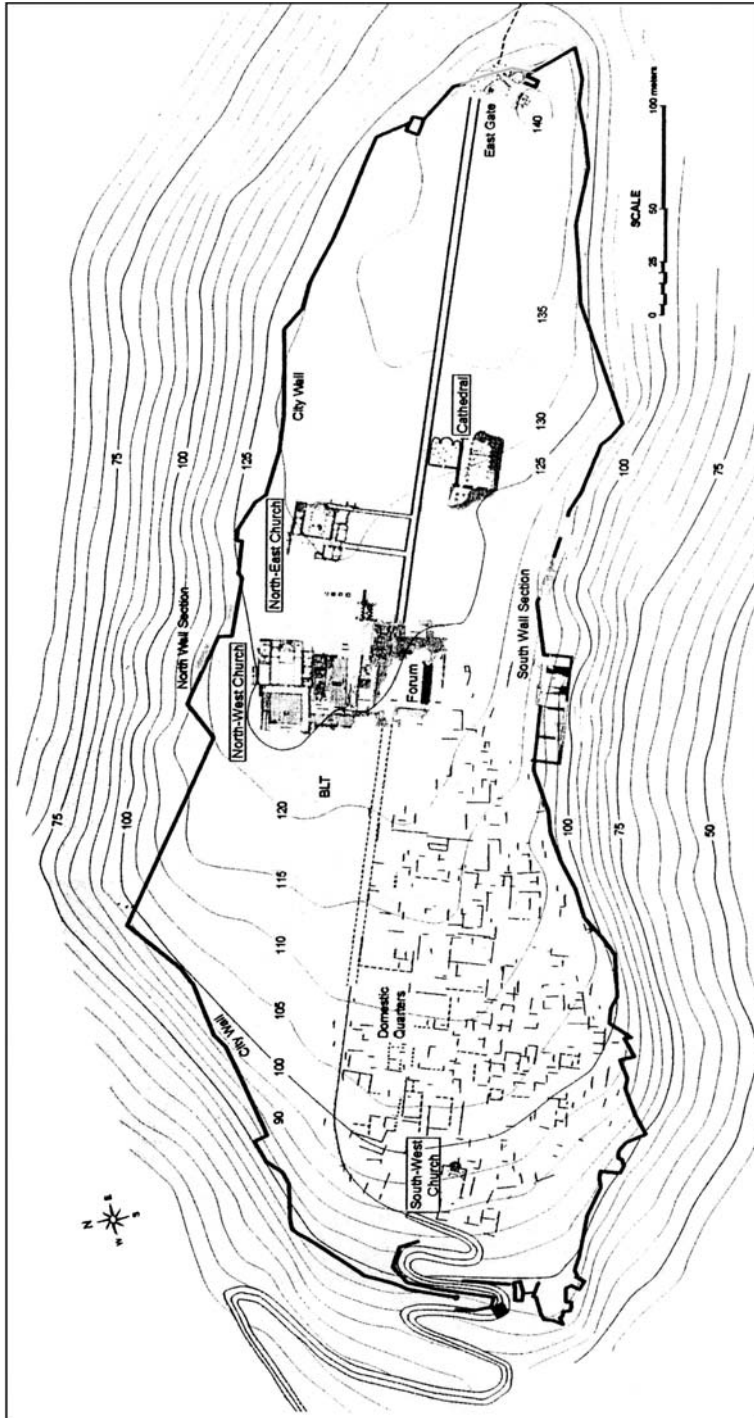 100 meters
50
25
0
SCALE
East Gate
140
135
130
125
City Wall
Cathedral
75
100
125
North-East Church
North Wall Section
North-West Church
Forum
South Wall Section
100
75
BLT
120
115
110
105
100
90
75
100
100
75
50
City Wall
Domestic
Quarters
South-West
Church
N
E
S
W